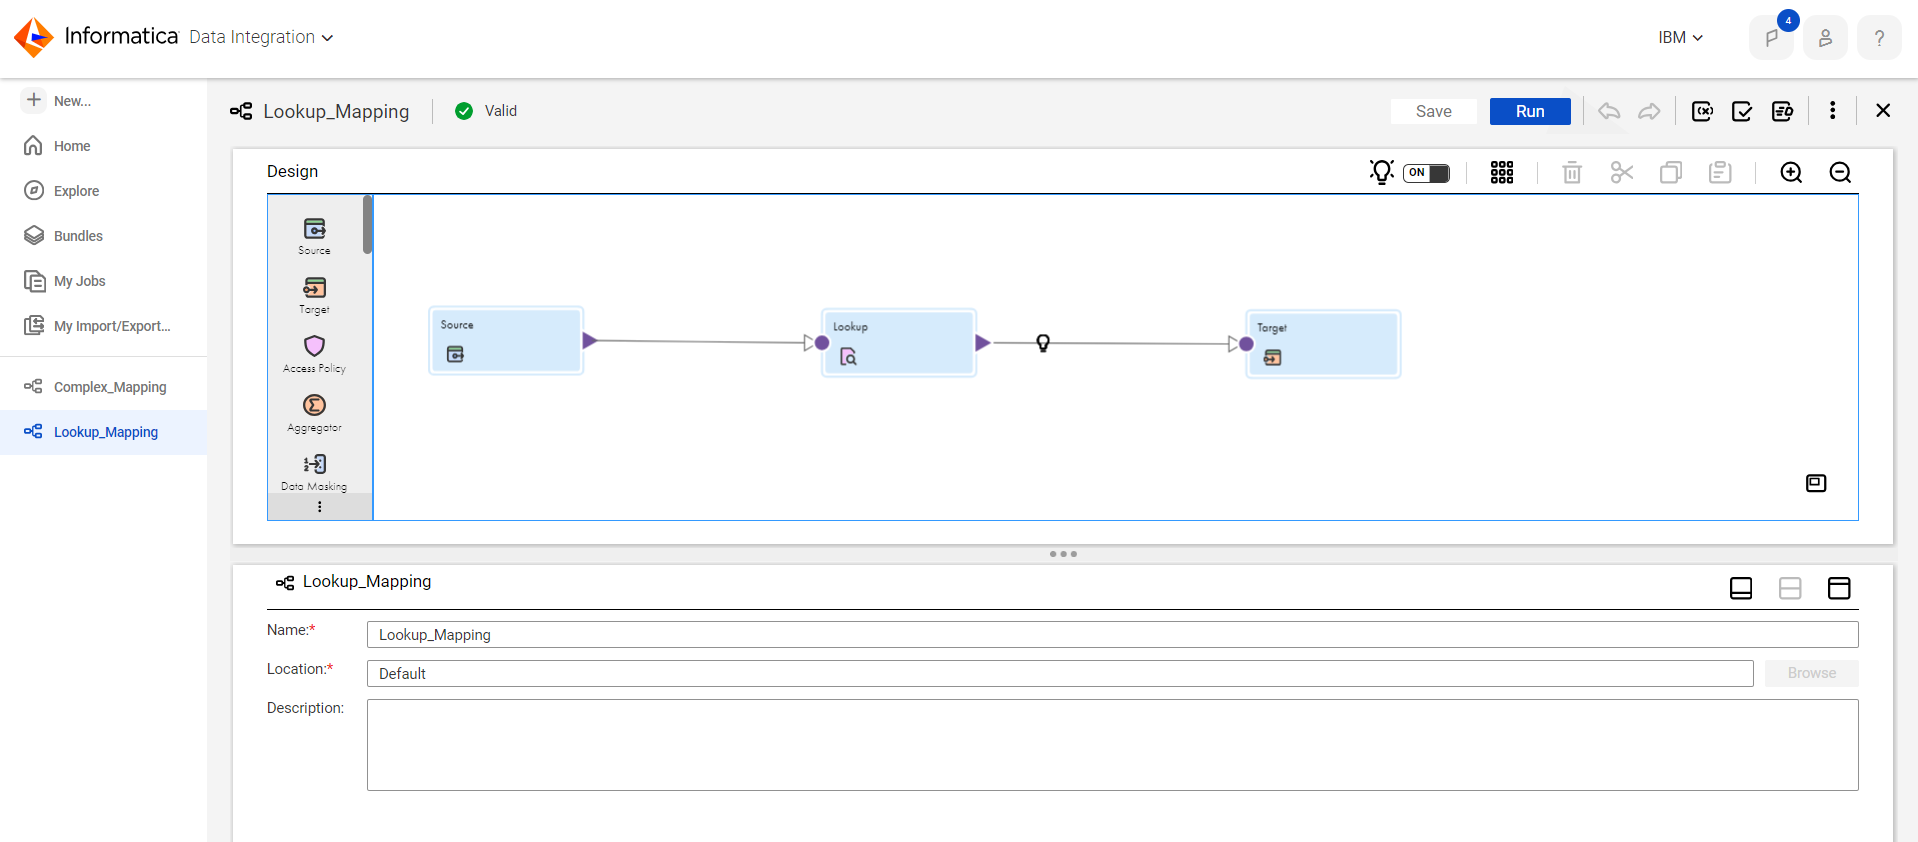 Informatica Data Integration
IBM
4
?
New...
Home
Explore
Bundles
My Jobs
My Import/Export...
Complex_Mapping
Lookup_Mapping
Lookup_Mapping
Valid
Save
Run
Design
ON
Source
Target
Access Policy
Aggregator
Data Masking
Source
Lookup
Target
Lookup_Mapping
Name:*
Lookup_Mapping
Location:*
Default
Browse
Description: